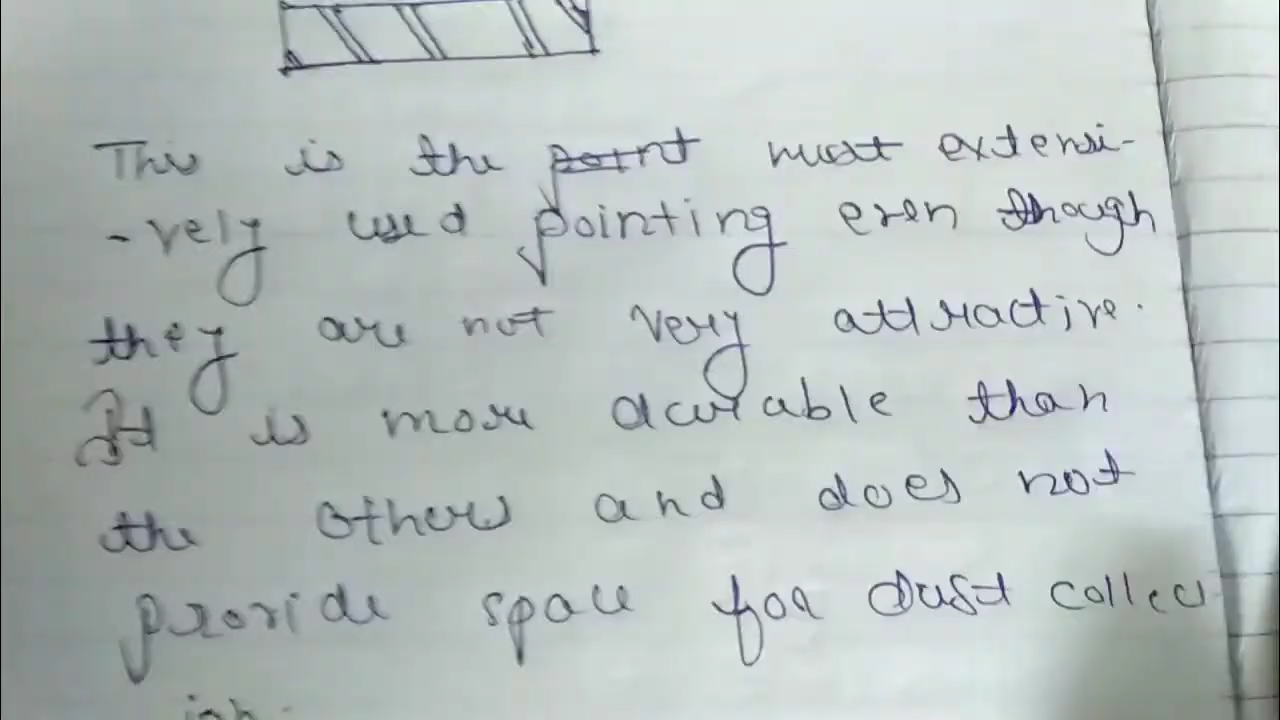 This is the point most extensi-
-vely used pointing even though
they are not very attractive.
It is more durable than
the others and does not
provide space for dust collec
ion.